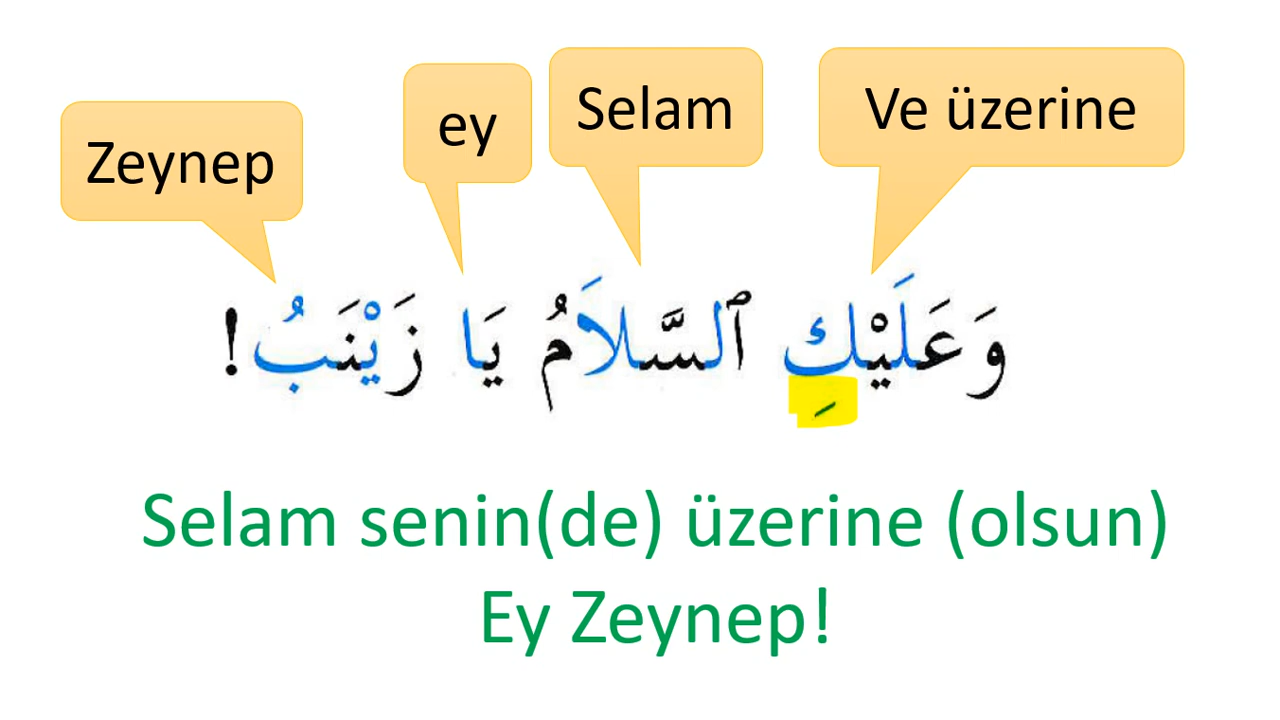 Zeynep
ey
Selam
Ve üzerine
وَعَلَيْكِ ٱلسَّلَامُ يَا زَيْنَبُ!
Selam senin(de) üzerine (olsun)
Ey Zeynep!